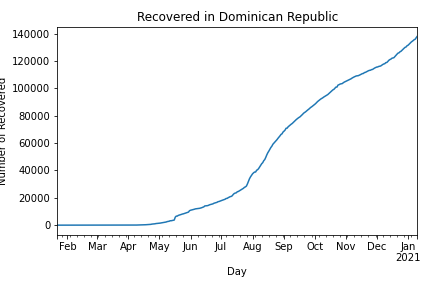 Recovered in Dominican Republic
Number of Recovered
140000
120000
100000
80000
60000
40000
20000
0
Feb Mar Apr May Jun Jul Aug Sep Oct Nov Dec Jan
2021
Day